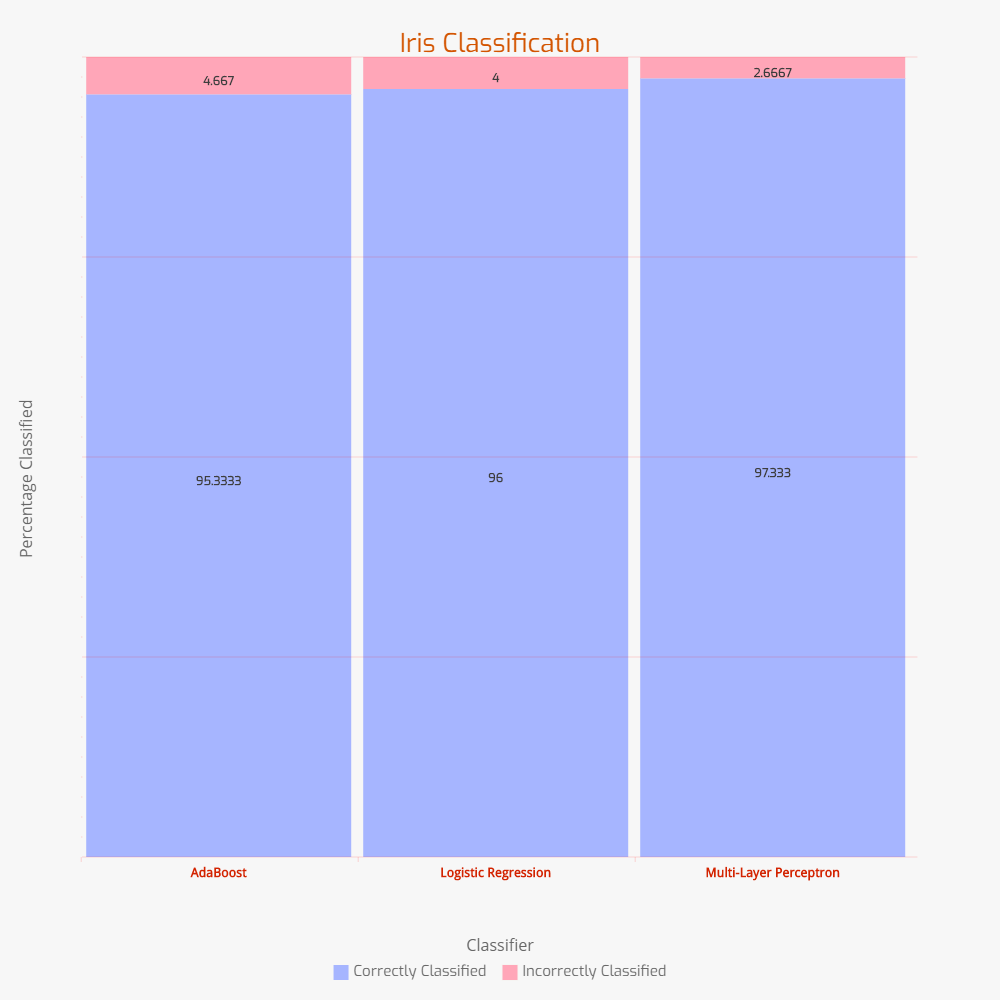 Iris Classification
4.667
4
2.6667
Percentage Classified
95.3333
96
97.333
AdaBoost
Logistic Regression
Multi-Layer Perceptron
Classifier
Correctly Classified
Incorrectly Classified